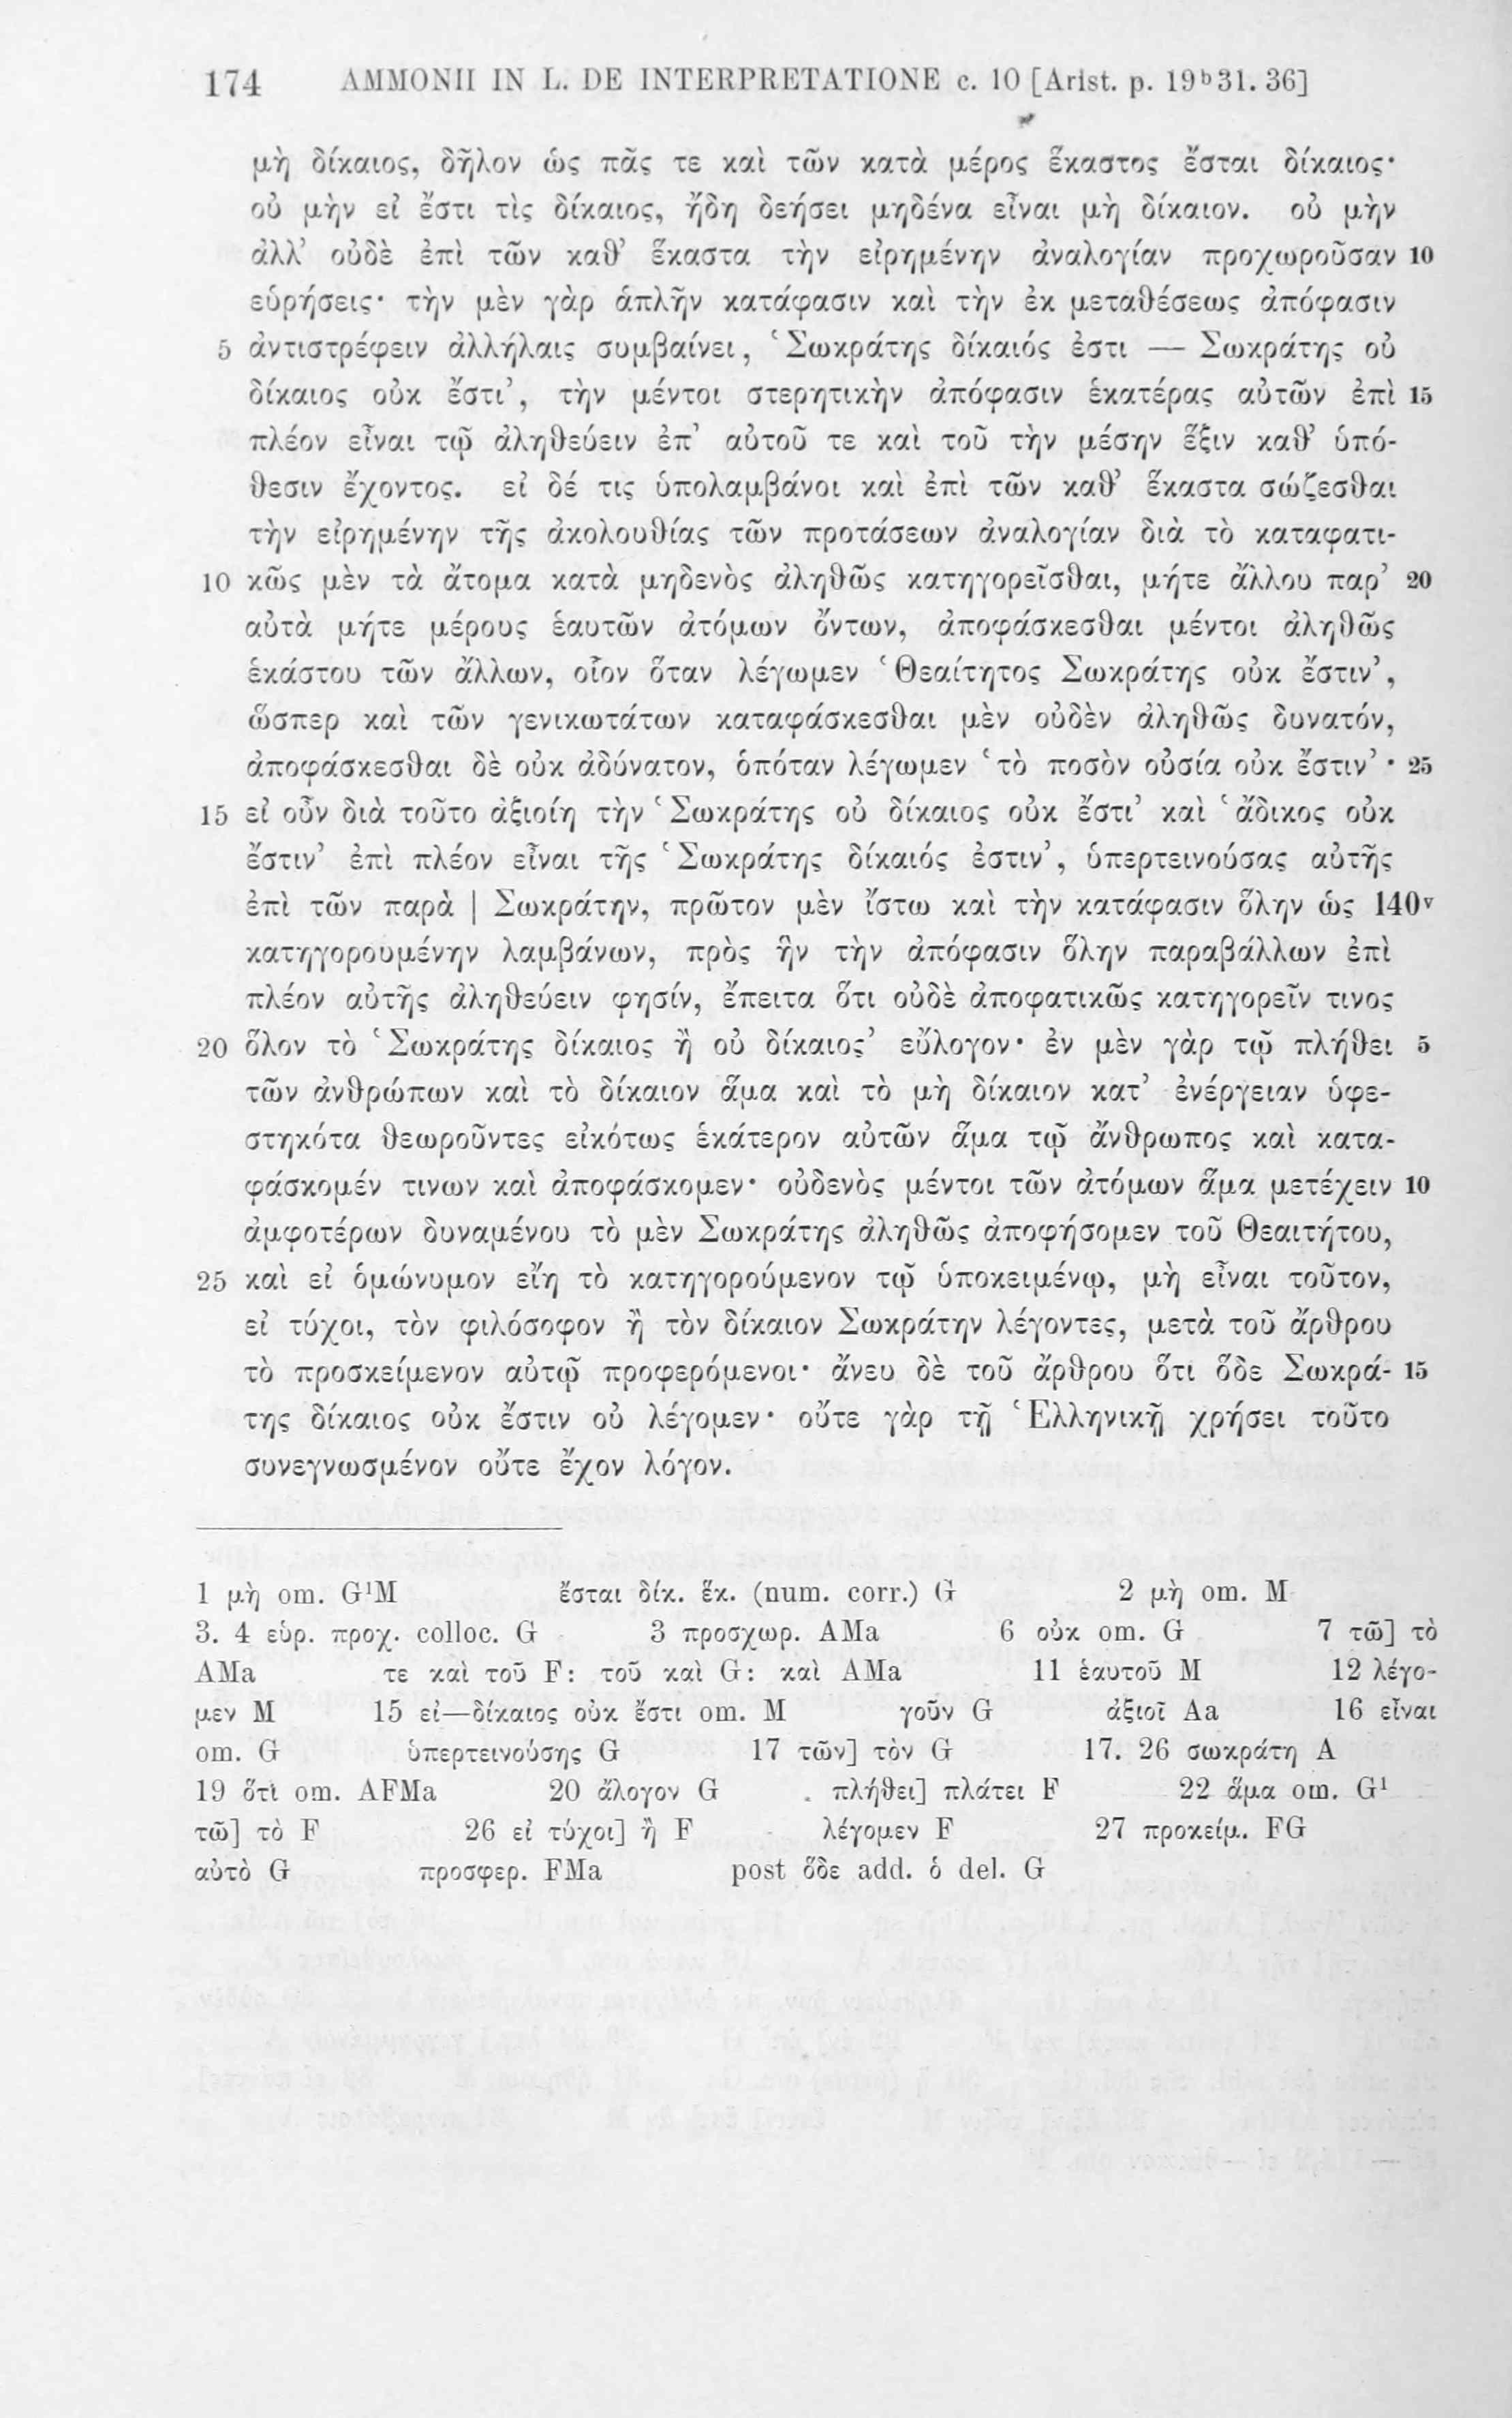 174 AMMONII IN L. DE INTERPRETATIONE c. 10 [Arist. p. 19ᵇ31. 36]
μὴ δίκαιος, δῆλον ὡς πᾶς τε καὶ τῶν κατὰ μέρος ἕκαστος ἔσται δίκαιος·
οὐ μὴν εἰ ἔστι τὶς δίκαιος, ἤδη δεήσει μηδένα εἶναι μὴ δίκαιον. οὐ μὴν
ἀλλ’ οὐδὲ ἐπὶ τῶν καθ’ ἕκαστα τὴν εἰρημένην ἀναλογίαν προχωροῦσαν 10
εὑρήσεις· τὴν μὲν γὰρ ἁπλῆν κατάφασιν καὶ τὴν ἐκ μεταθέσεως ἀπόφασιν
5 ἀντιστρέφειν ἀλλήλαις συμβαίνει, ‘Σωκράτης δίκαιός ἐστι — Σωκράτης οὐ
δίκαιος οὐκ ἔστι’, τὴν μέντοι στερητικὴν ἀπόφασιν ἑκατέρας αὐτῶν ἐπὶ 15
πλέον εἶναι τῷ ἀληθεύειν ἐπ’ αὐτοῦ τε καὶ τοῦ τὴν μέσην ἕξιν καθ’ ὑπό-
θεσιν ἔχοντος. εἰ δέ τις ὑπολαμβάνοι καὶ ἐπὶ τῶν καθ’ ἕκαστα σώζεσθαι
τὴν εἰρημένην τῆς ἀκολουθίας τῶν προτάσεων ἀναλογίαν διὰ τὸ καταφατι-
10 κῶς μὲν τὰ ἄτομα κατὰ μηδενὸς ἀληθῶς κατηγορεῖσθαι, μήτε ἄλλου παρ’ 20
αὐτὰ μήτε μέρους ἑαυτῶν ἀτόμων ὄντων, ἀποφάσκεσθαι μέντοι ἀληθῶς
ἑκάστου τῶν ἄλλων, οἷον ὅταν λέγωμεν ‘Θεαίτητος Σωκράτης οὐκ ἔστιν’,
ὥσπερ καὶ τῶν γενικωτάτων καταφάσκεσθαι μὲν οὐδὲν ἀληθῶς δυνατόν,
ἀποφάσκεσθαι δὲ οὐκ ἀδύνατον, ὁπόταν λέγωμεν ‘τὸ ποσὸν οὐσία οὐκ ἔστιν’· 25
15 εἰ οὖν διὰ τοῦτο ἀξιοίη τὴν ‘Σωκράτης οὐ δίκαιος οὐκ ἔστι’ καὶ ‘ἄδικος οὐκ
ἔστιν’ ἐπὶ πλέον εἶναι τῆς ‘Σωκράτης δίκαιός ἐστιν’, ὑπερτεινούσας αὐτῆς
ἐπὶ τῶν παρὰ | Σωκράτην, πρῶτον μὲν ἴστω καὶ τὴν κατάφασιν ὅλην ὡς 140ᵛ
κατηγορουμένην λαμβάνων, πρὸς ἣν τὴν ἀπόφασιν ὅλην παραβάλλων ἐπὶ
πλέον αὐτῆς ἀληθεύειν φησίν, ἔπειτα ὅτι οὐδὲ ἀποφατικῶς κατηγορεῖν τινος
20 ὅλον τὸ ‘Σωκράτης δίκαιος ἢ οὐ δίκαιος’ εὔλογον· ἐν μὲν γὰρ τῷ πλήθει 5
τῶν ἀνθρώπων καὶ τὸ δίκαιον ἅμα καὶ τὸ μὴ δίκαιον κατ’ ἐνέργειαν ὑφε-
στηκότα θεωροῦντες εἰκότως ἑκάτερον αὐτῶν ἅμα τῷ ἄνθρωπος καὶ κατα-
φάσκομέν τινων καὶ ἀποφάσκομεν· οὐδενὸς μέντοι τῶν ἀτόμων ἅμα μετέχειν 10
ἀμφοτέρων δυναμένου τὸ μὲν Σωκράτης ἀληθῶς ἀποφήσομεν τοῦ Θεαιτήτου,
25 καὶ εἰ ὁμώνυμον εἴη τὸ κατηγορούμενον τῷ ὑποκειμένῳ, μὴ εἶναι τοῦτον,
εἰ τύχοι, τὸν φιλόσοφον ἢ τὸν δίκαιον Σωκράτην λέγοντες, μετὰ τοῦ ἄρθρου
τὸ προσκείμενον αὐτῷ προφερόμενοι· ἄνευ δὲ τοῦ ἄρθρου ὅτι ὅδε Σωκρά- 15
της δίκαιος οὐκ ἔστιν οὐ λέγομεν· οὔτε γὰρ τῇ Ἑλληνικῇ χρήσει τοῦτο
συνεγνωσμένον οὔτε ἔχον λόγον.
1 μὴ om. G¹M ἔσται δίκ. ἕκ. (num. corr.) G 2 μὴ om. M
3. 4 εὑρ. προχ. colloc. G 3 προσχωρ. AMa 6 οὐκ om. G 7 τῶ] τὸ
AMa τε καὶ τοῦ F: τοῦ καὶ G: καὶ AMa 11 ἑαυτοῦ M 12 λέγο-
μεν M 15 εἰ—δίκαιος οὐκ ἔστι om. M γοῦν G ἀξιοῖ Aa 16 εἶναι
om. G ὑπερτεινούσης G 17 τῶν] τὸν G 17. 26 σωκράτη A
19 ὅτι om. AFMa 20 ἄλογον G πλήθει] πλάτει F 22 ἅμα om. G¹
τῶ] τὸ F 26 εἰ τύχοι] ἢ F λέγομεν F 27 προκείμ. FG
αὐτὸ G προσφερ. FMa post ὅδε add. ὁ del. G